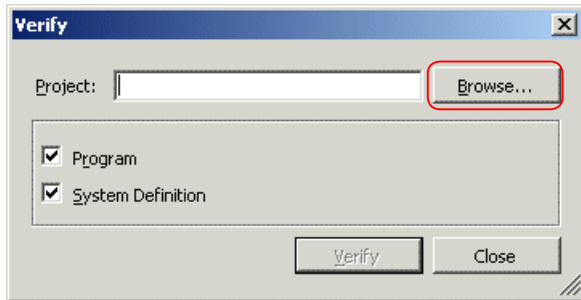 Verify
Project: Browse...
Program
System Definition
Verify Close